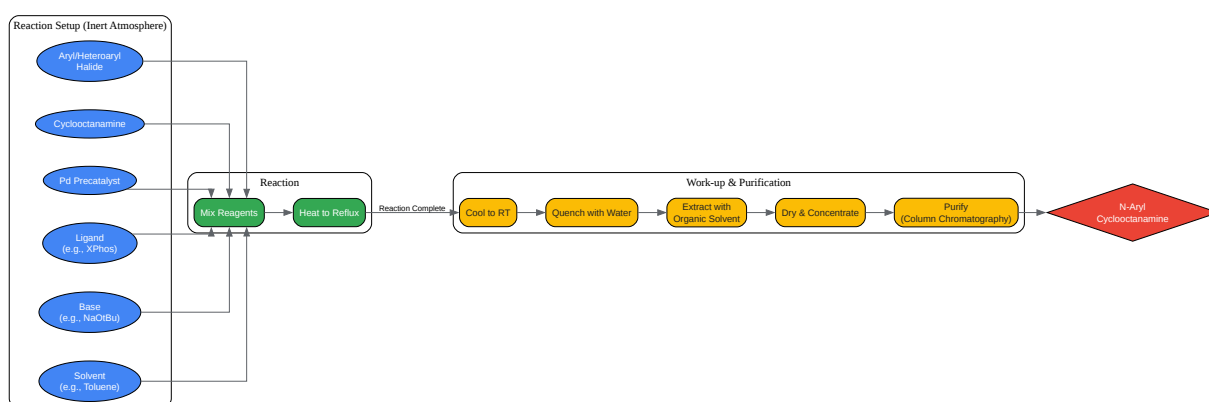 Reaction Setup (Inert Atmosphere)
Aryl/Heteroaryl
Halide
Cyclooctanamine
Pd Precatalyst
Ligand
(e.g., XPhos)
Base
(e.g., NaOtBu)
Solvent
(e.g., Toluene)
Reaction
Mix Reagents
Heat to Reflux
Reaction Complete
Work-up & Purification
Cool to RT
Quench with Water
Extract with
Organic Solvent
Dry & Concentrate
Purify
(Column Chromatography)
N-Aryl
Cyclooctanamine